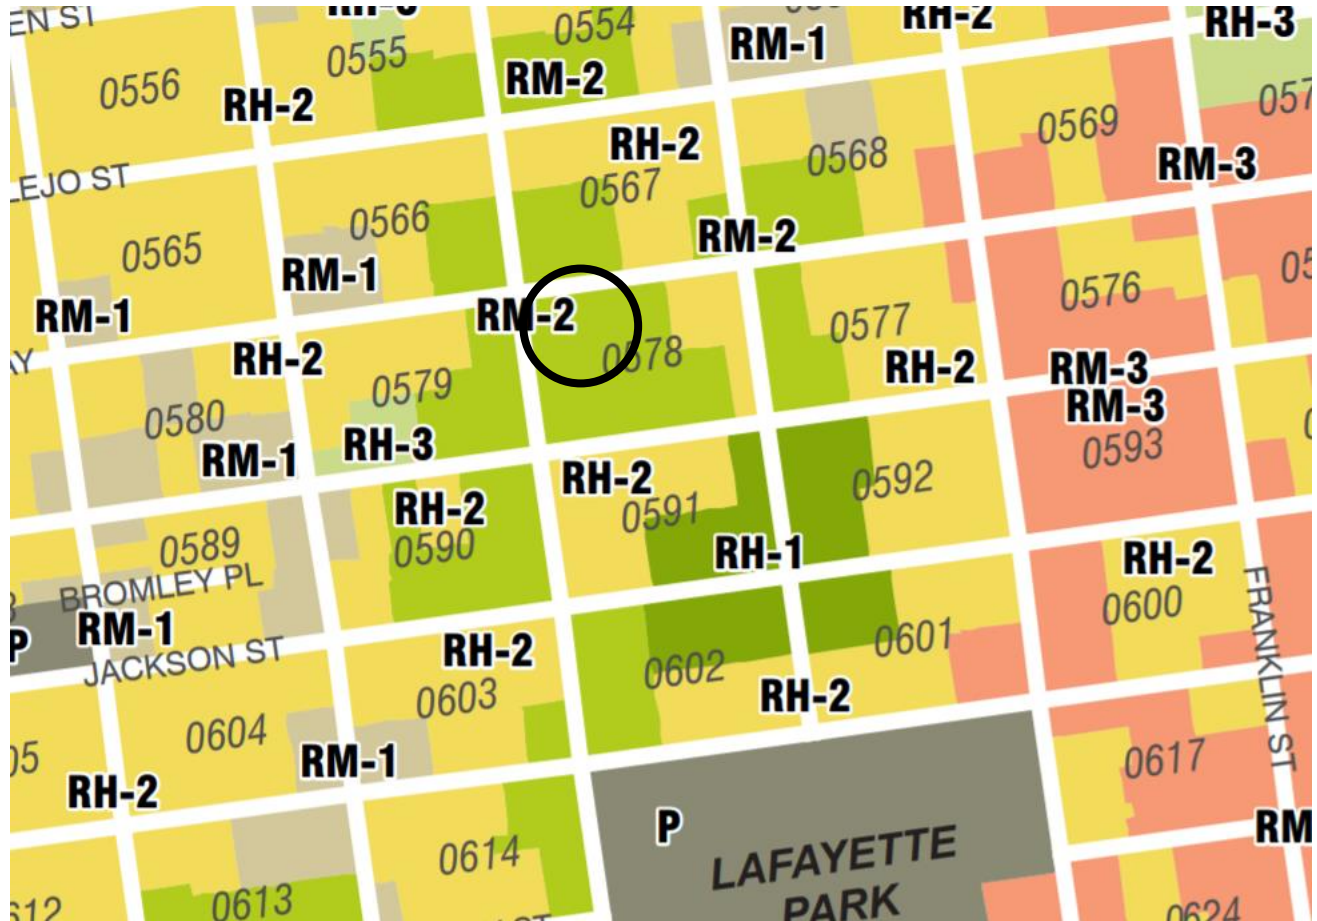 EN ST
0556
RH-2
0555
RH-3
RM-2
0554
RM-1
RH-2
RH-3
LEJO ST
0565
RM-1
0566
RM-1
RH-2
0567
0568
RM-2
0569
RM-3
AY
0580
RH-2
RM-1
0579
RH-3
RM-2
0578
0577
RH-2
0576
RM-3
RM-3
0593
0589
BROMLEY PL
RM-1
JACKSON ST
P
RH-2
0590
RH-2
0591
RH-1
0592
RH-2
0600
FRANKLIN ST
0604
RM-1
RH-2
RH-2
0603
0602
0601
RH-2
0617
RM
0613
0614
P
LAFAYETTE
PARK
0624